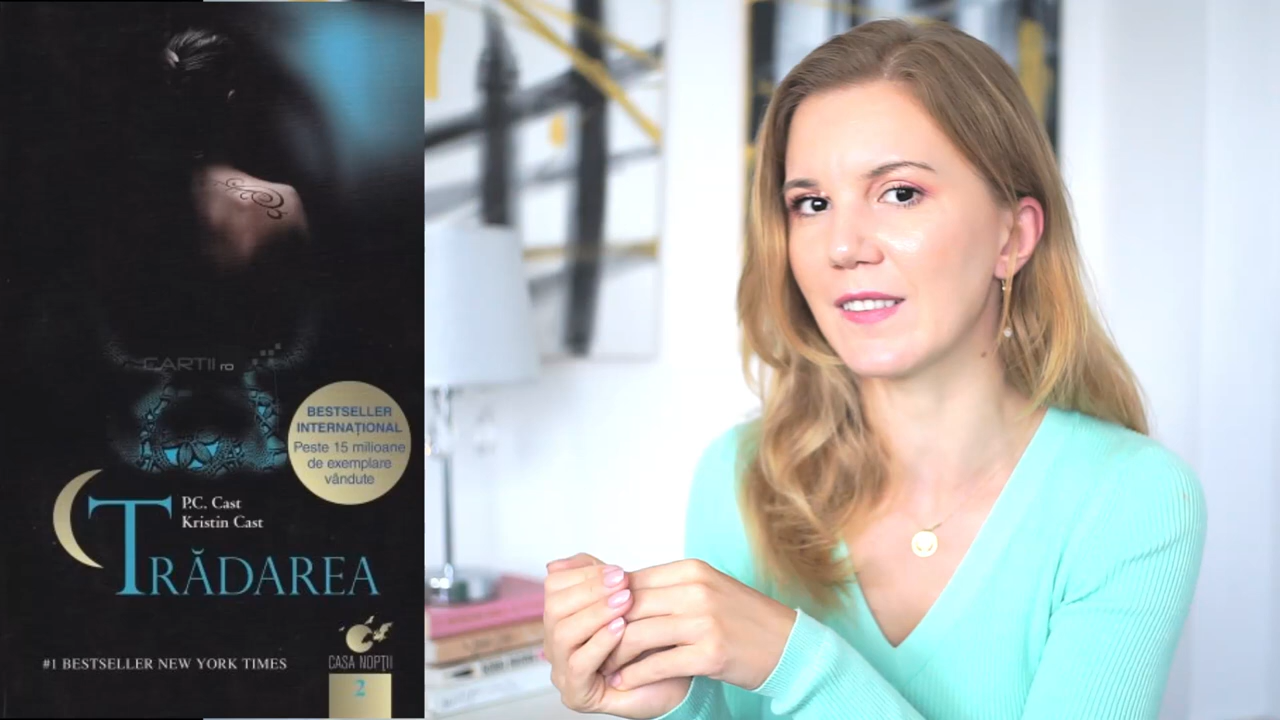 CARTII.ro
BESTSELLER
INTERNAȚIONAL
Peste 15 milioane
de exemplare
vândute
P.C. Cast
Kristin Cast
TRĂDAREA
#1 BESTSELLER NEW YORK TIMES
CASA NOPȚII
2